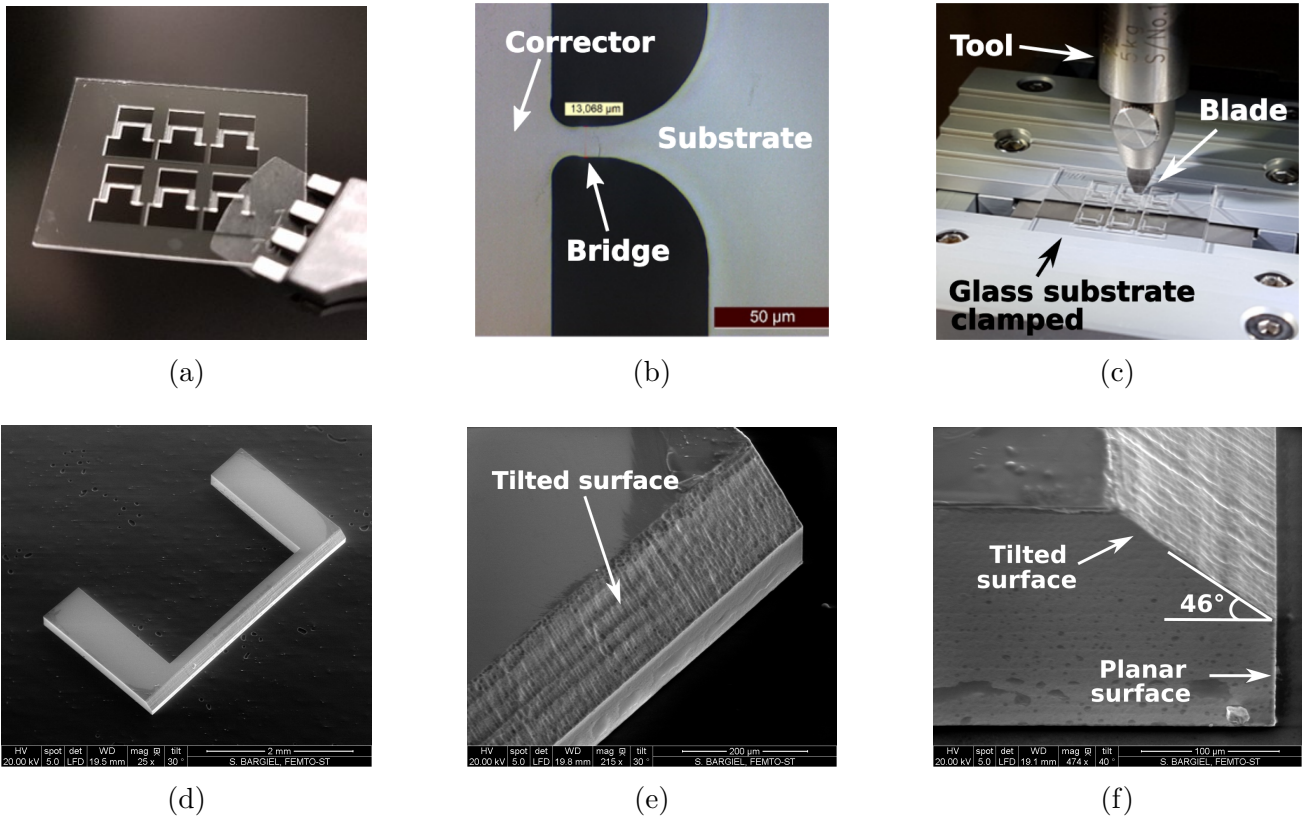 Corrector
13,068 µm
Substrate
Bridge
50 µm
Tool
5kg
S/No.1
Blade
Glass substrate
clamped
(a)
(b)
(c)
Tilted surface
Tilted
surface
46°
Planar
surface
HV spot det WD mag tilt 2 mm
20.00 kV 5.0 LFD 19.5 mm 25 x 30 ° S. BARGIEL, FEMTO-ST
HV spot det WD mag tilt 200 µm
20.00 kV 5.0 LFD 19.8 mm 215 x 30 ° S. BARGIEL, FEMTO-ST
HV spot det WD mag tilt 100 µm
20.00 kV 5.0 LFD 19.1 mm 474 x 40 ° S. BARGIEL, FEMTO-ST
(d)
(e)
(f)